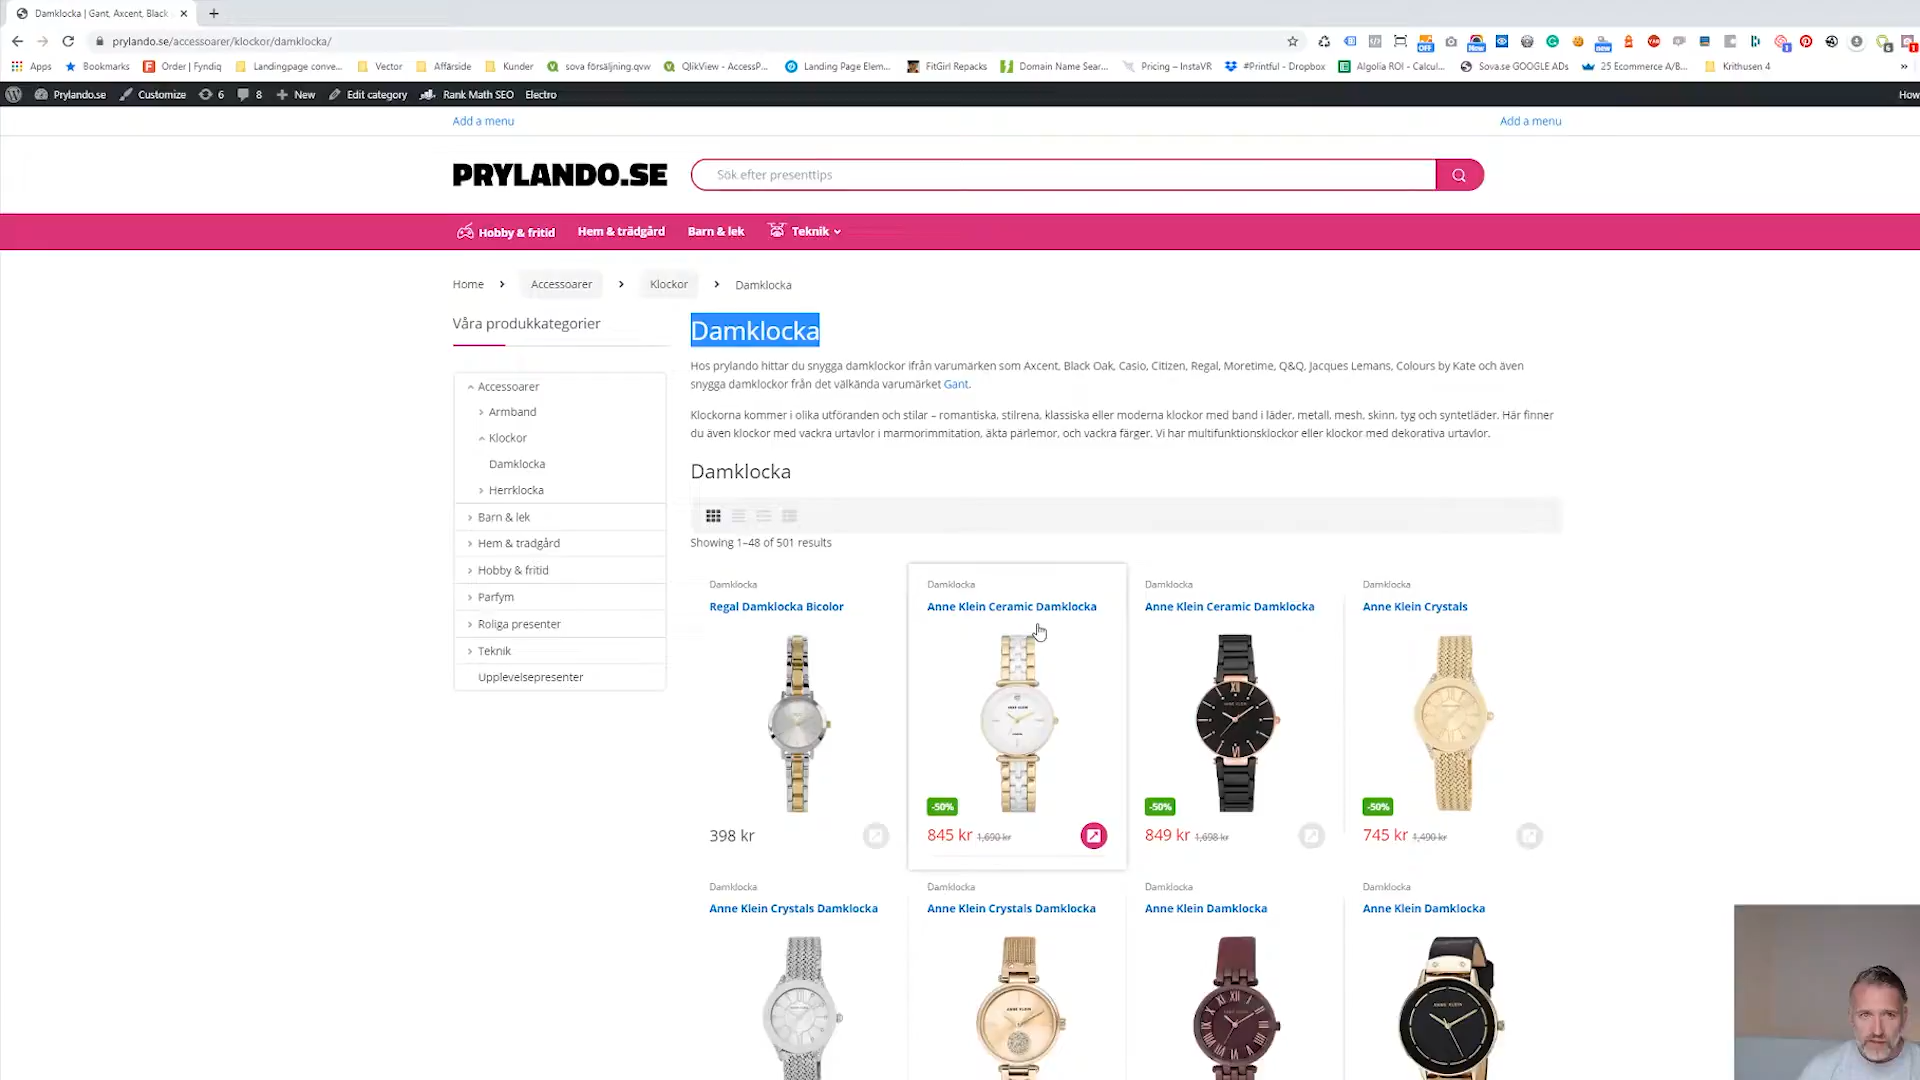 Damklocka | Gant, Axcent, Black
prylando.se/accessoarer/klockor/damklocka/
Apps Bookmarks Order | Fyndiq Landingpage conve... Vector Affärside Kunder sova försäljning.qvw QlikView - AccessP... Landing Page Elem... FitGirl Repacks Domain Name Sear... Pricing – InstaVR #Printful - Dropbox Algolia ROI - Calcul... Sova.se GOOGLE ADs 25 Ecommerce A/B... Krithusen 4 »
Prylando.se Customize 6 8 New Edit category Rank Math SEO Electro How
Add a menu Add a menu
PRYLANDO.SE Sök efter presenttips
Hobby & fritid Hem & trädgård Barn & lek Teknik
Home Accessoarer Klockor Damklocka
Våra produkkategorier
Accessoarer
Armband
Klockor
Damklocka
Herrklocka
Barn & lek
Hem & trädgård
Hobby & fritid
Parfym
Roliga presenter
Teknik
Upplevelsepresenter
Damklocka
Hos prylando hittar du snygga damklockor ifrån varumärken som Axcent, Black Oak, Casio, Citizen, Regal, Moretime, Q&Q, Jacques Lemans, Colours by Kate och även
snygga damklockor från det välkända varumärket Gant.
Klockorna kommer i olika utföranden och stilar – romantiska, stilrena, klassiska eller moderna klockor med band i läder, metall, mesh, skinn, tyg och syntetläder. Här finner
du även klockor med vackra urtavlor i marmorimmitation, äkta pärlemor, och vackra färger. Vi har multifunktionsklockor eller klockor med dekorativa urtavlor.
Damklocka
Showing 1–48 of 501 results
Damklocka Damklocka Damklocka Damklocka
Regal Damklocka Bicolor Anne Klein Ceramic Damklocka Anne Klein Ceramic Damklocka Anne Klein Crystals
-50% -50% -50%
398 kr 845 kr 1,690 kr 849 kr 1,698 kr 745 kr 1,490 kr
Damklocka Damklocka Damklocka Damklocka
Anne Klein Crystals Damklocka Anne Klein Crystals Damklocka Anne Klein Damklocka Anne Klein Damklocka